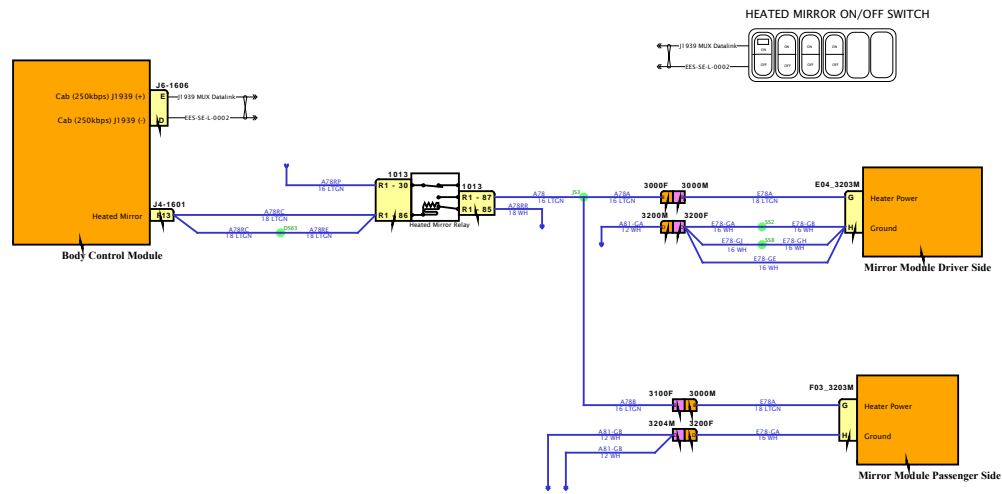 HEATED MIRROR ON/OFF SWITCH
J1939 MUX Datalink
EES-SE-L-0002
ON
ON
ON
ON
OFF
OFF
OFF
OFF
J6-1606
Cab (250kbps) J1939 (+)
E
J1939 MUX Datalink
Cab (250kbps) J1939 (-)
D
EES-SE-L-0002
J4-1601
Heated Mirror
F13
Body Control Module
A78RP
16 LTGN
A78RC
18 LTGN
A78RC
18 LTGN
DS63
A78RE
18 LTGN
1013
R1 - 30
R1 - 86
1013
R1 - 87
R1 - 85
Heated Mirror Relay
A78
16 LTGN
A78RR
18 WH
JS3
A78A
16 LTGN
3000F
3000M
E78A
18 LTGN
3200M
3200F
A81-GA
12 WH
E78-GA
16 WH
SS2
E78-GB
16 WH
E78-GJ
16 WH
SS8
E78-GH
16 WH
E78-GE
16 WH
E04_3203M
G
Heater Power
H
Ground
Mirror Module Driver Side
A78B
16 LTGN
3100F
3000M
E78A
18 LTGN
3204M
3200F
A81-GB
12 WH
A81-GB
12 WH
E78-GA
16 WH
F03_3203M
G
Heater Power
H
Ground
Mirror Module Passenger Side